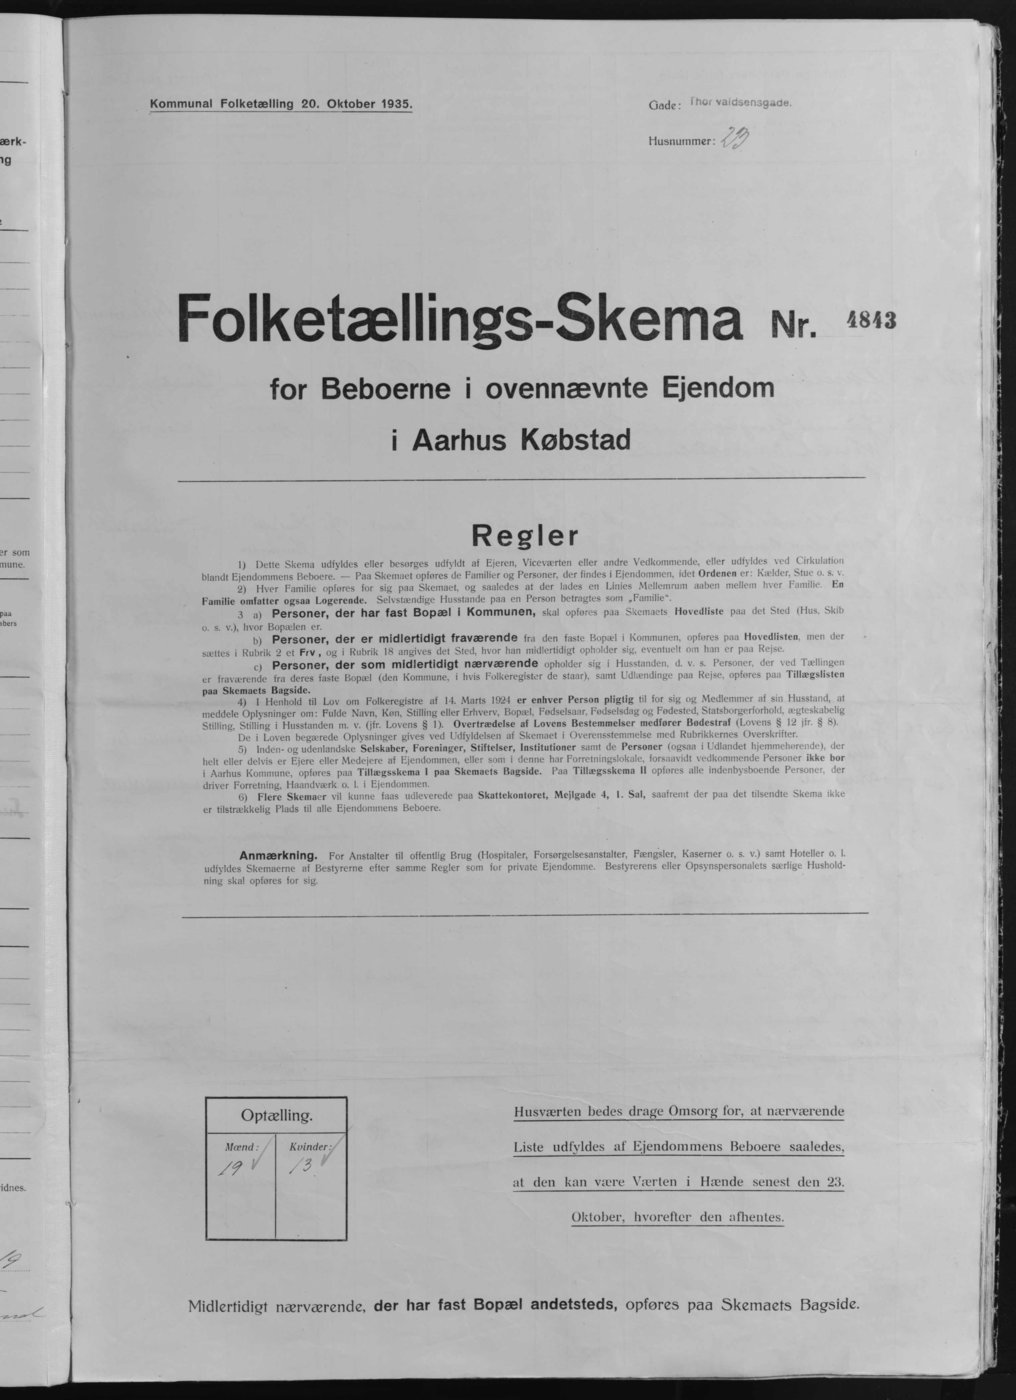 Kommunal Folketælling 20. Oktober 1935.
Gade: Thorvaldsensgade.
Husnummer: 23
Folketællings-Skema Nr. 4843
for Beboerne i ovennævnte Ejendom
i Aarhus Købstad
Regler
1) Dette Skema udfyldes eller besørges udfyldt af Ejeren, Viceværten eller andre Vedkommende, eller udfyldes ved Cirkulation
blandt Ejendommens Beboere. — Paa Skemaet opføres de Familier og Personer, der findes i Ejendommen, idet Ordenen er: Kælder, Stue o. s. v.
2) Hver Familie opføres for sig paa Skemaet, og saaledes at der lades en Linies Mellemrum aaben mellem hver Familie. En
Familie omfatter ogsaa Logerende. Selvstændige Husstande paa en Person betragtes som „Familie“.
3 a) Personer, der har fast Bopæl i Kommunen, skal opføres paa Skemaets Hovedliste paa det Sted (Hus, Skib
o. s. v.), hvor Bopælen er.
b) Personer, der er midlertidigt fraværende fra den faste Bopæl i Kommunen, opføres paa Hovedlisten, men der
sættes i Rubrik 2 et Frv., og i Rubrik 18 angives det Sted, hvor han midlertidigt opholder sig, eventuelt om han er paa Rejse.
c) Personer, der som midlertidigt nærværende opholder sig i Husstanden, d. v. s. Personer, der ved Tællingen
er fraværende fra deres faste Bopæl (den Kommune, i hvis Folkeregister de staar), samt Udlændinge paa Rejse, opføres paa Tillægslisten
paa Skemaets Bagside.
4) I Henhold til Lov om Folkeregistre af 14. Marts 1924 er enhver Person pligtig til for sig og Medlemmer af sin Husstand, at
meddele Oplysninger om: Fulde Navn, Køn, Stilling eller Erhverv, Bopæl, Fødselsaar, Fødselsdag og Fødested, Statsborgerforhold, ægteskabelig
Stilling, Stilling i Husstanden m. v. (jfr. Lovens § 1). Overtrædelse af Lovens Bestemmelser medfører Bødestraf (Lovens § 12 jfr. § 8).
De i Loven begærede Oplysninger gives ved Udfyldelsen af Skemaet i Overensstemmelse med Rubrikkernes Overskrifter.
5) Inden- og udenlandske Selskaber, Foreninger, Stiftelser, Institutioner samt de Personer (ogsaa i Udlandet hjemmehørende), der
helt eller delvis er Ejere eller Medejere af Ejendommen, eller som i denne har Forretningslokale, forsaavidt vedkommende Personer ikke bor
i Aarhus Kommune, opføres paa Tillægsskema I paa Skemaets Bagside. Paa Tillægsskema II opføres alle indenbysboende Personer, der
driver Forretning, Haandværk o. l. i Ejendommen.
6) Flere Skemaer vil kunne faas udleverede paa Skattekontoret, Mejlgade 4, 1. Sal, saafremt der paa det tilsendte Skema ikke
er tilstrækkelig Plads til alle Ejendommens Beboere.
Anmærkning. For Anstalter til offentlig Brug (Hospitaler, Forsørgelsesanstalter, Fængsler, Kaserner o. s. v.) samt Hoteller o. l.
udfyldes Skemaerne af Bestyrerne efter samme Regler som for private Ejendomme. Bestyrerens eller Opsynspersonalets særlige Hushold-
ning skal opføres for sig.
Optælling.
Mænd: Kvinder:
19 13
Husværten bedes drage Omsorg for, at nærværende
Liste udfyldes af Ejendommens Beboere saaledes,
at den kan være Værten i Hænde senest den 23.
Oktober, hvorefter den afhentes.
Midlertidigt nærværende, der har fast Bopæl andetsteds, opføres paa Skemaets Bagside.